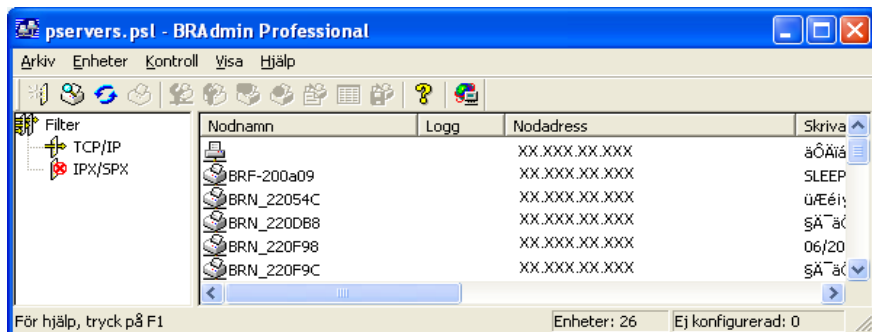 pservers.psl - BRAdmin Professional
Arkiv Enheter Kontroll Visa Hjälp
Filter
TCP/IP
IPX/SPX
Nodnamn Logg Nodadress Skriva
XX.XXX.XX.XXX äÔÄïá
BRF-200a09 XX.XXX.XX.XXX SLEEP
BRN_22054C XX.XXX.XX.XXX
BRN_220DB8 XX.XXX.XX.XXX
BRN_220F98 XX.XXX.XX.XXX 06/20
BRN_220F9C XX.XXX.XX.XXX
För hjälp, tryck på F1 Enheter: 26 Ej konfigurerad: 0